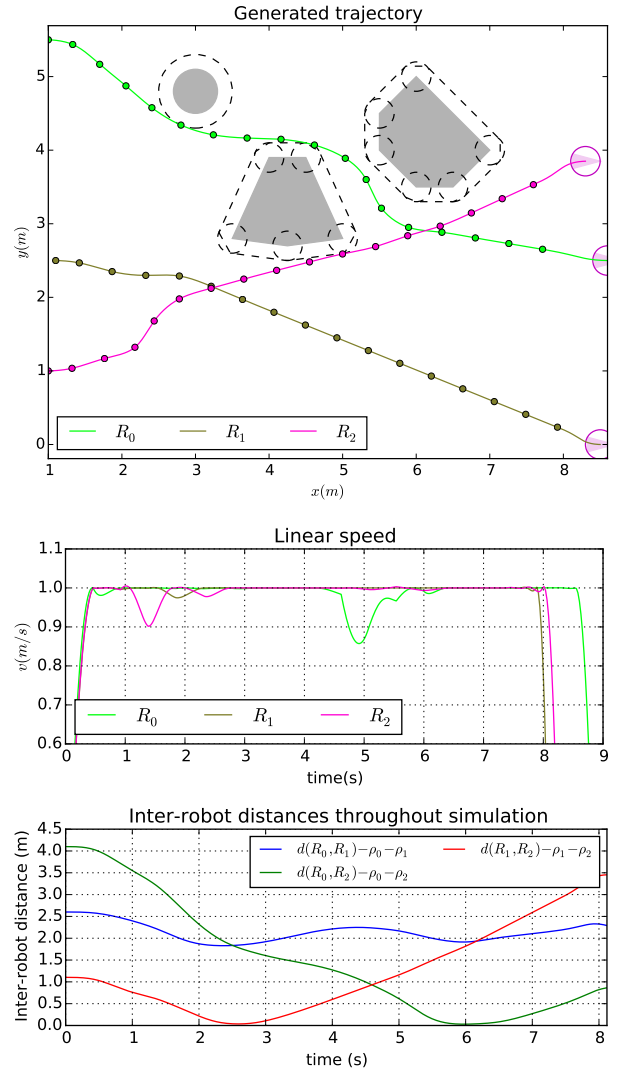 Generated trajectory
5
4
3
2
1
0
y(m)
R₀ R₁ R₂
1 2 3 4 5 6 7 8
x(m)
Linear speed
1.1
1.0
0.9
0.8
0.7
0.6
v(m/s)
R₀ R₁ R₂
0 1 2 3 4 5 6 7 8 9
time(s)
Inter-robot distances throughout simulation
4.5
4.0
3.5
3.0
2.5
2.0
1.5
1.0
0.5
0.0
Inter-robot distance (m)
d(R₀,R₁)−ρ₀−ρ₁ d(R₁,R₂)−ρ₁−ρ₂
d(R₀,R₂)−ρ₀−ρ₂
0 1 2 3 4 5 6 7 8
time (s)